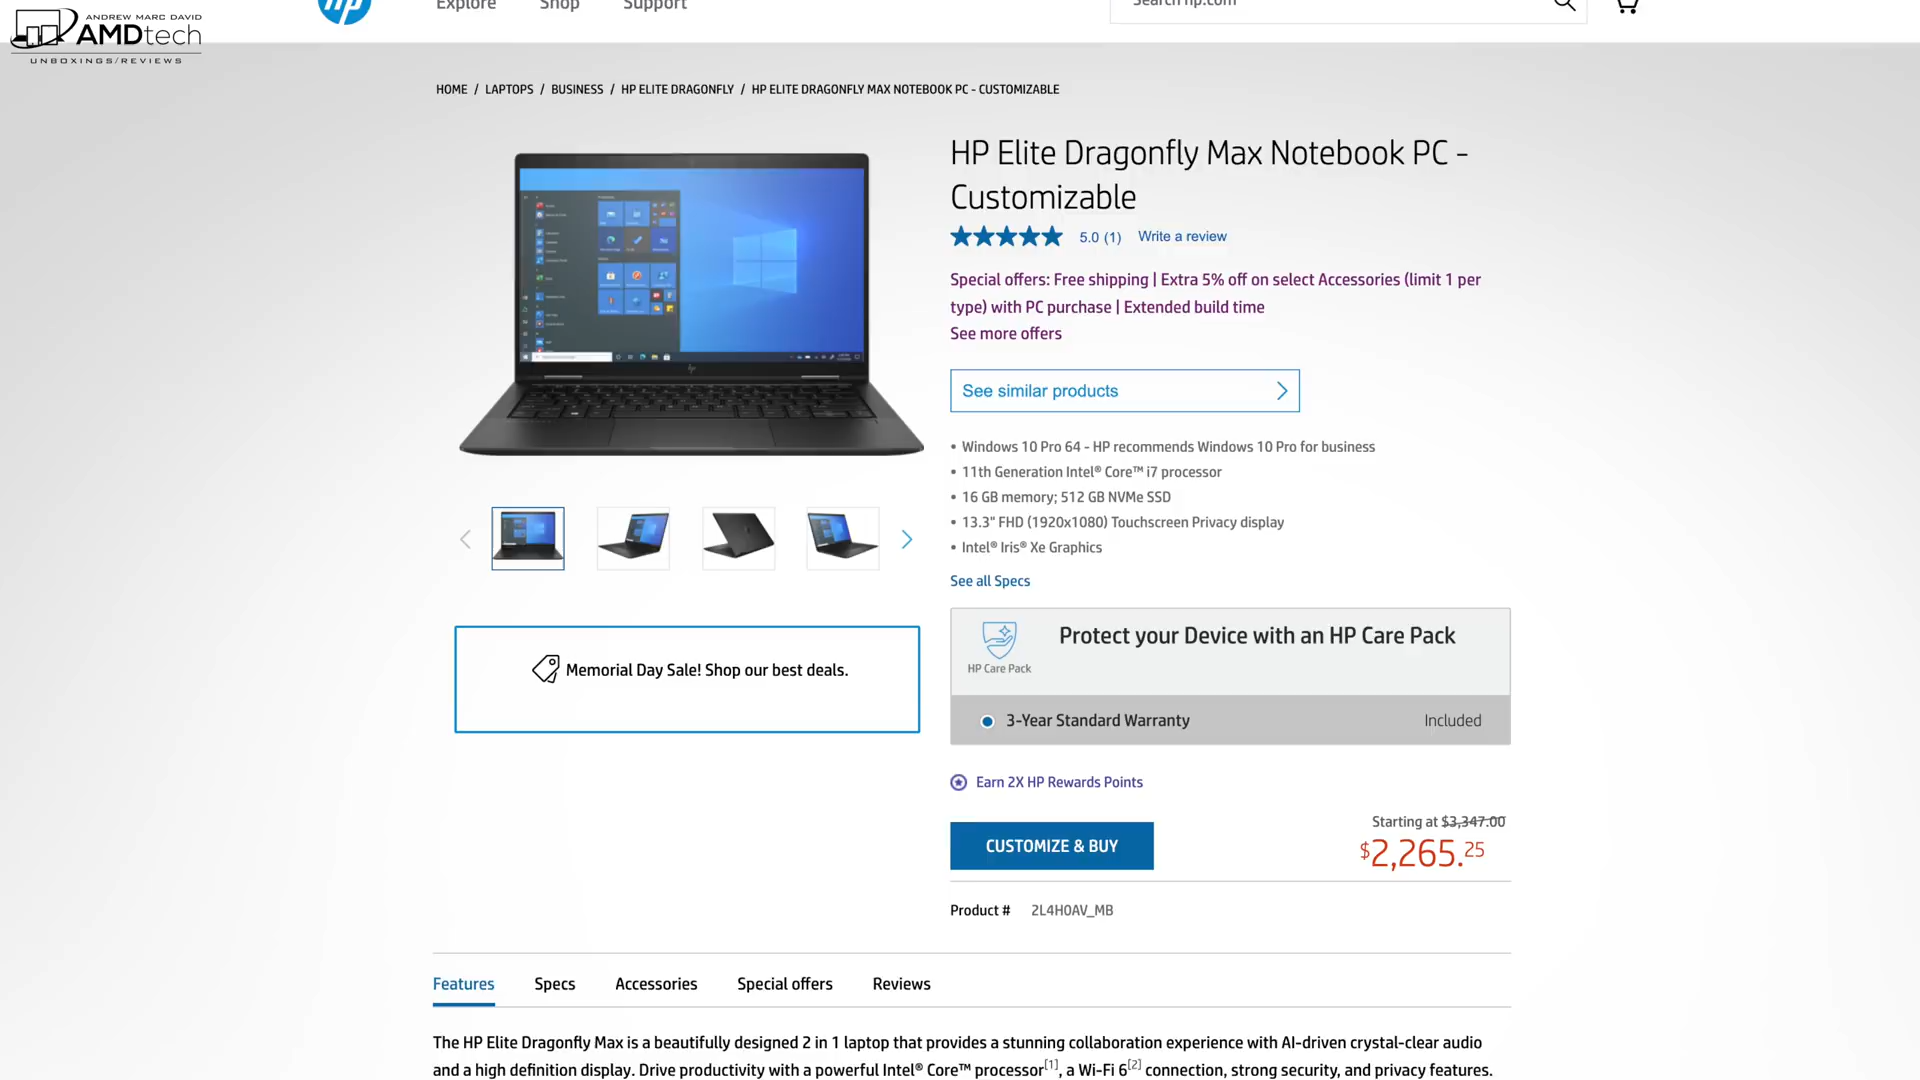 ANDREW MARC DAVID
AMDtech
UNBOXINGS/REVIEWS
hp
Explore
Shop
Support
Search hp.com
HOME / LAPTOPS / BUSINESS / HP ELITE DRAGONFLY / HP ELITE DRAGONFLY MAX NOTEBOOK PC - CUSTOMIZABLE
HP Elite Dragonfly Max Notebook PC -
Customizable
5.0 (1) Write a review
Special offers: Free shipping | Extra 5% off on select Accessories (limit 1 per
type) with PC purchase | Extended build time
See more offers
See similar products
• Windows 10 Pro 64 - HP recommends Windows 10 Pro for business
• 11th Generation Intel® Core™ i7 processor
• 16 GB memory; 512 GB NVMe SSD
• 13.3" FHD (1920x1080) Touchscreen Privacy display
• Intel® Iris® Xe Graphics
See all Specs
Memorial Day Sale! Shop our best deals.
Protect your Device with an HP Care Pack
HP Care Pack
3-Year Standard Warranty Included
Earn 2X HP Rewards Points
CUSTOMIZE & BUY
Starting at $3,347.00
$2,265.25
Product # 2L4H0AV_MB
Features Specs Accessories Special offers Reviews
The HP Elite Dragonfly Max is a beautifully designed 2 in 1 laptop that provides a stunning collaboration experience with AI-driven crystal-clear audio
and a high definition display. Drive productivity with a powerful Intel® Core™ processor[1], a Wi-Fi 6[2] connection, strong security, and privacy features.